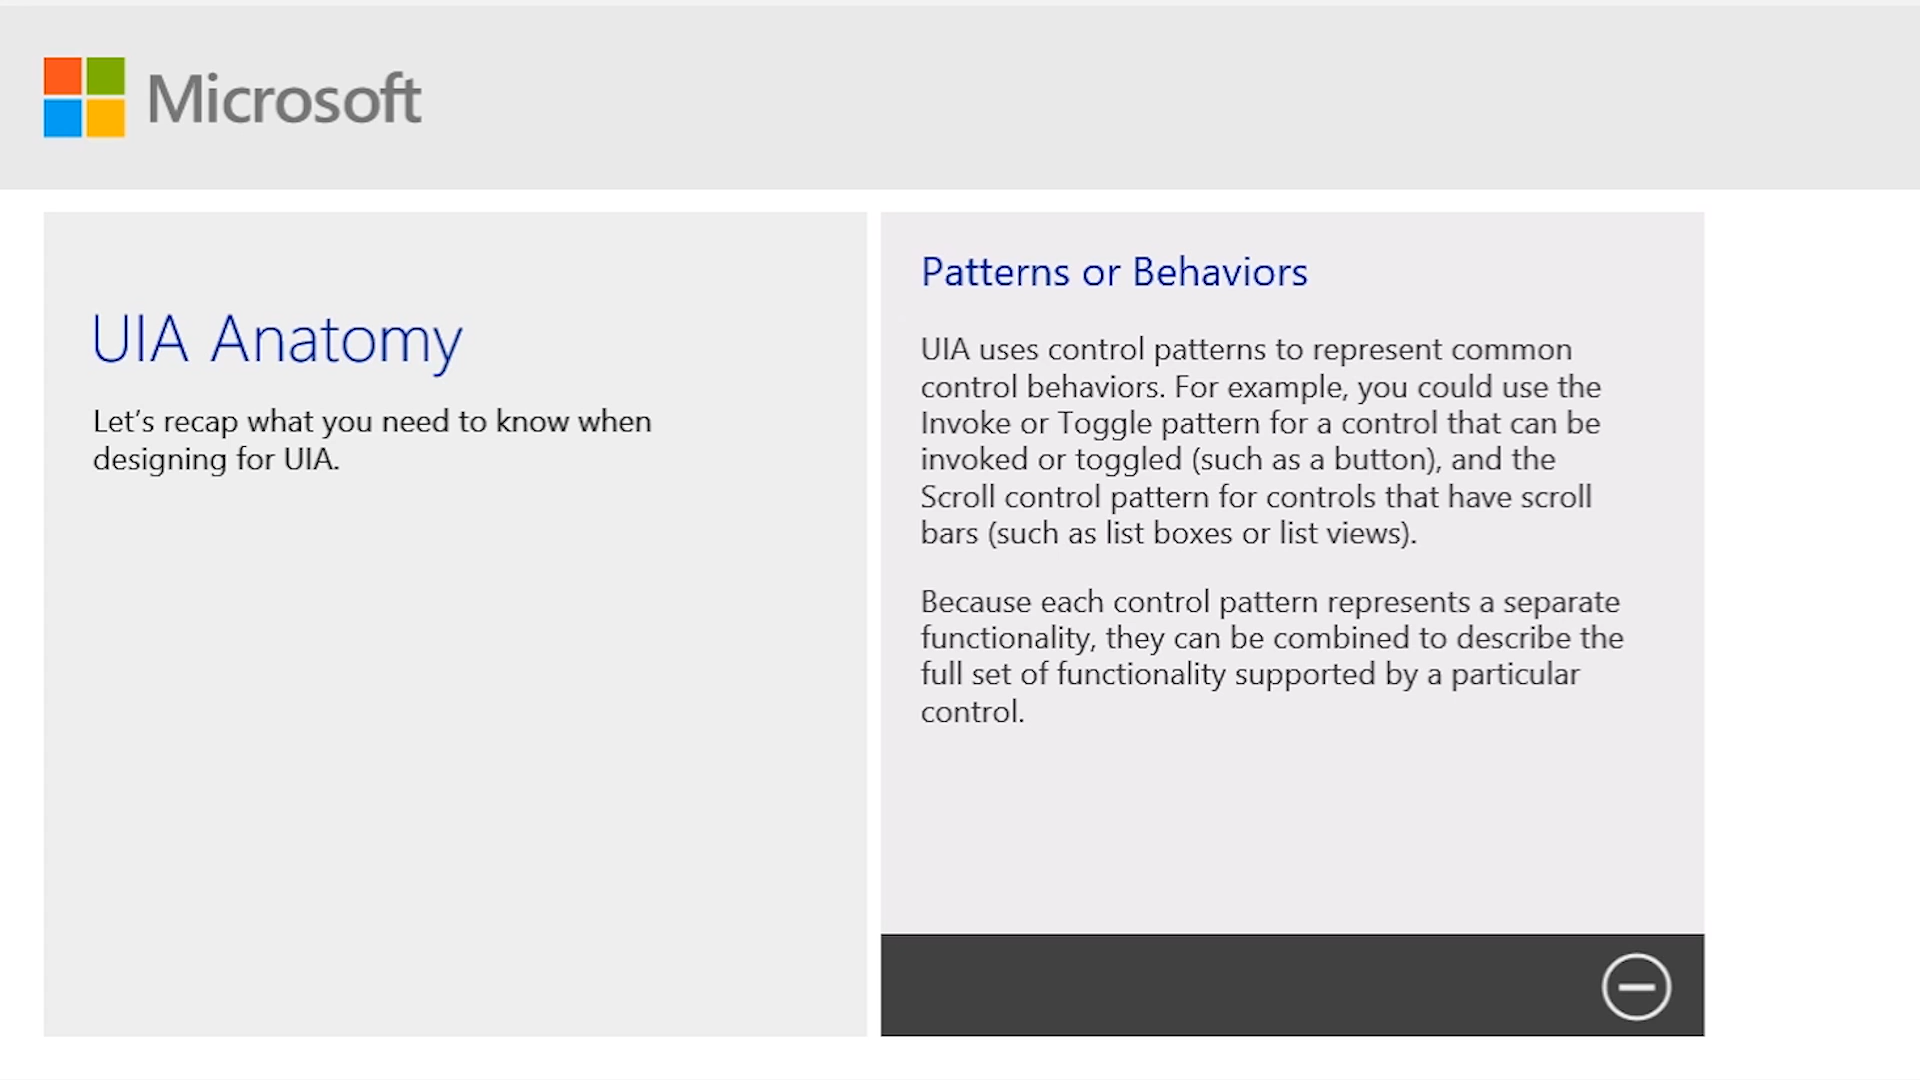 Microsoft
UIA Anatomy
Let’s recap what you need to know when
designing for UIA.
Patterns or Behaviors
UIA uses control patterns to represent common
control behaviors. For example, you could use the
Invoke or Toggle pattern for a control that can be
invoked or toggled (such as a button), and the
Scroll control pattern for controls that have scroll
bars (such as list boxes or list views).
Because each control pattern represents a separate
functionality, they can be combined to describe the
full set of functionality supported by a particular
control.